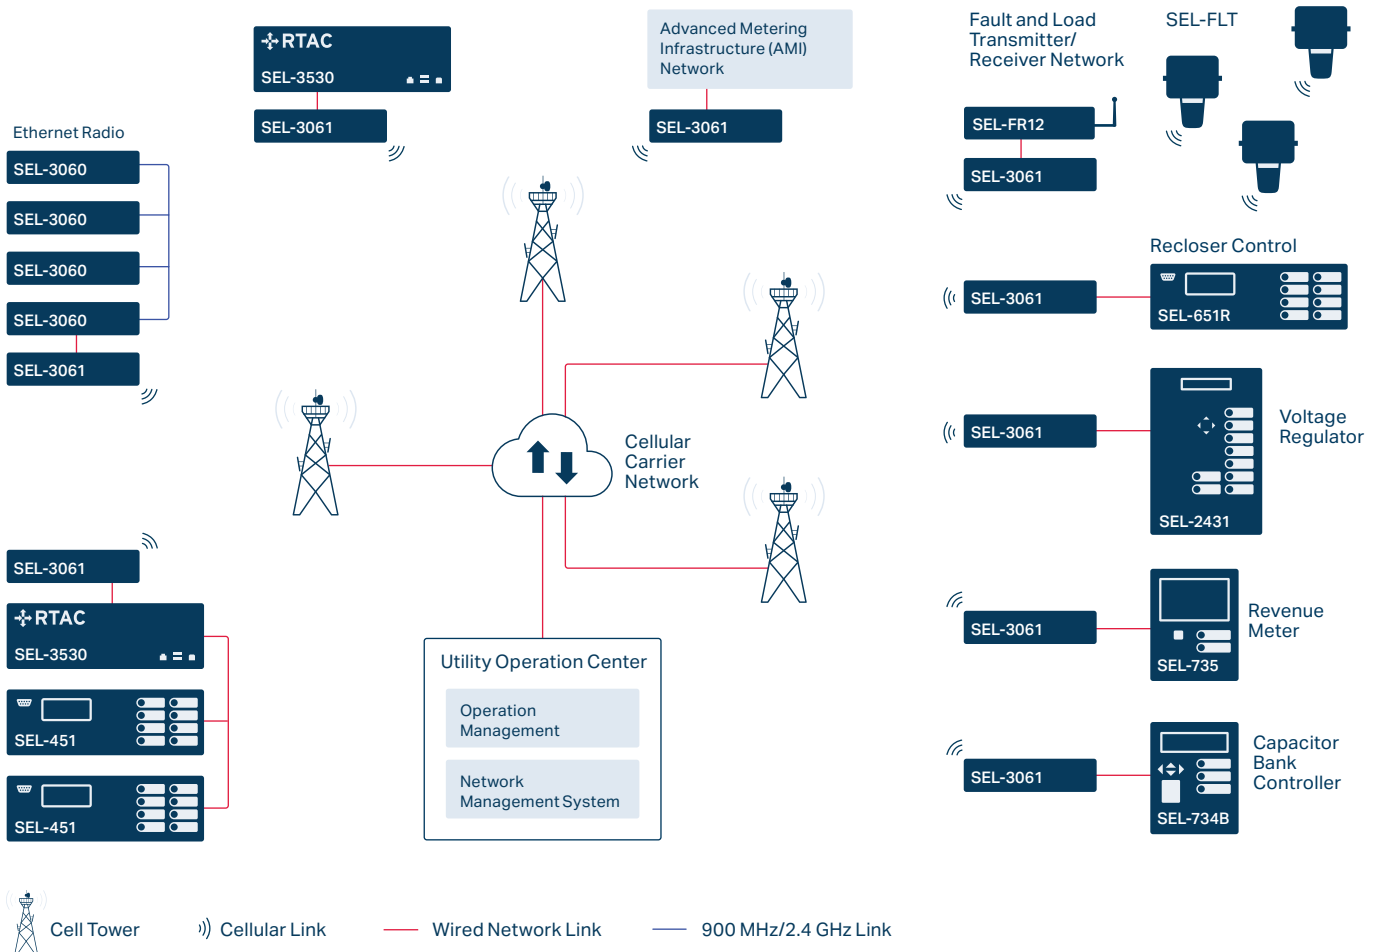 RTAC
SEL-3530
SEL-3061
Advanced Metering
Infrastructure (AMI)
Network
SEL-3061
Fault and Load
Transmitter/
Receiver Network
SEL-FLT
SEL-FR12
SEL-3061
Ethernet Radio
SEL-3060
SEL-3060
SEL-3060
SEL-3060
SEL-3061
Recloser Control
SEL-3061
SEL-651R
SEL-3061
Voltage
Regulator
SEL-2431
Cellular
Carrier
Network
SEL-3061
RTAC
SEL-3530
SEL-451
SEL-451
Utility Operation Center
Operation
Management
Network
Management System
SEL-3061
Revenue
Meter
SEL-735
SEL-3061
Capacitor
Bank
Controller
SEL-734B
Cell Tower
Cellular Link
Wired Network Link
900 MHz/2.4 GHz Link